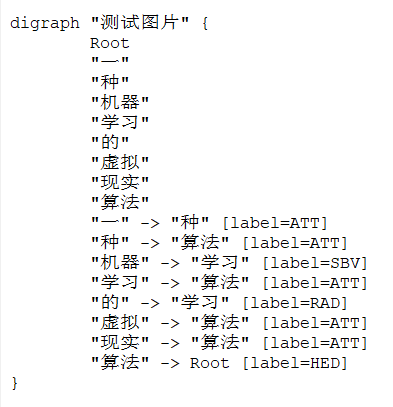 digraph "测试图片" {
Root
"一"
"种"
"机器"
"学习"
"的"
"虚拟"
"现实"
"算法"
"一" -> "种" [label=ATT]
"种" -> "算法" [label=ATT]
"机器" -> "学习" [label=SBV]
"学习" -> "算法" [label=ATT]
"的" -> "学习" [label=RAD]
"虚拟" -> "算法" [label=ATT]
"现实" -> "算法" [label=ATT]
"算法" -> Root [label=HED]
}